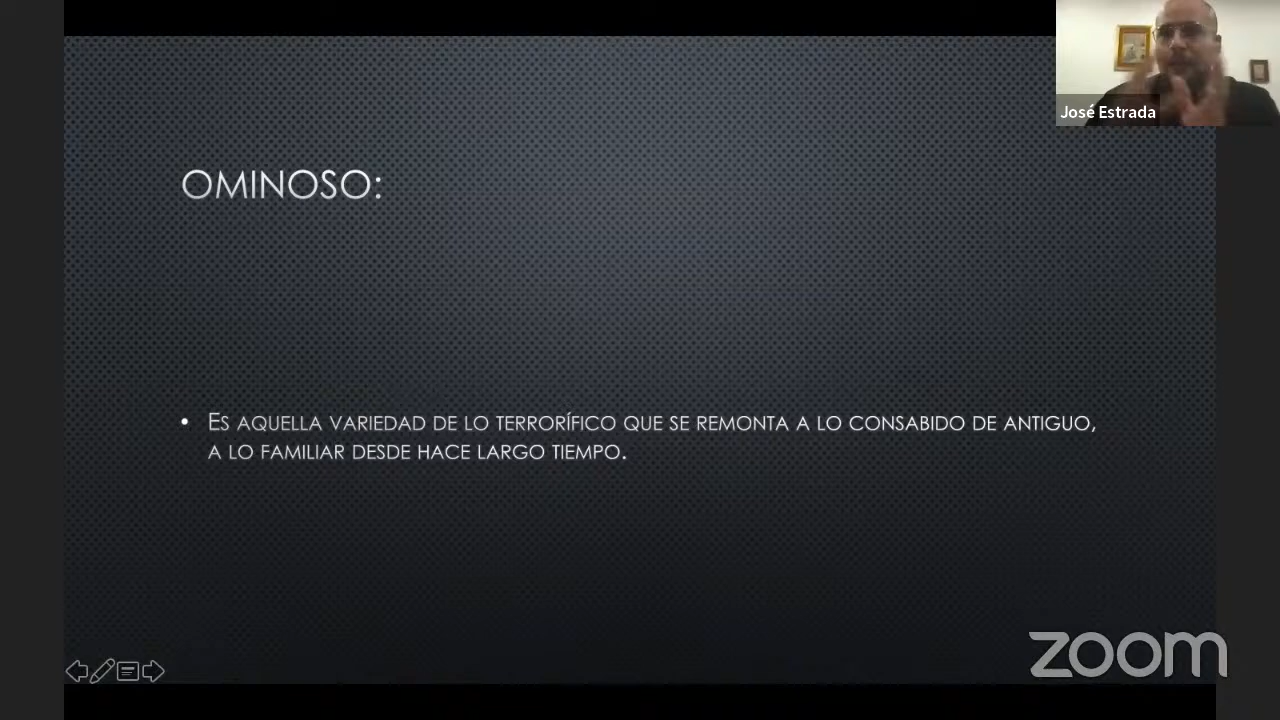 José Estrada
OMINOSO:
• ES AQUELLA VARIEDAD DE LO TERRORÍFICO QUE SE REMONTA A LO CONSABIDO DE ANTIGUO,
A LO FAMILIAR DESDE HACE LARGO TIEMPO.
zoom